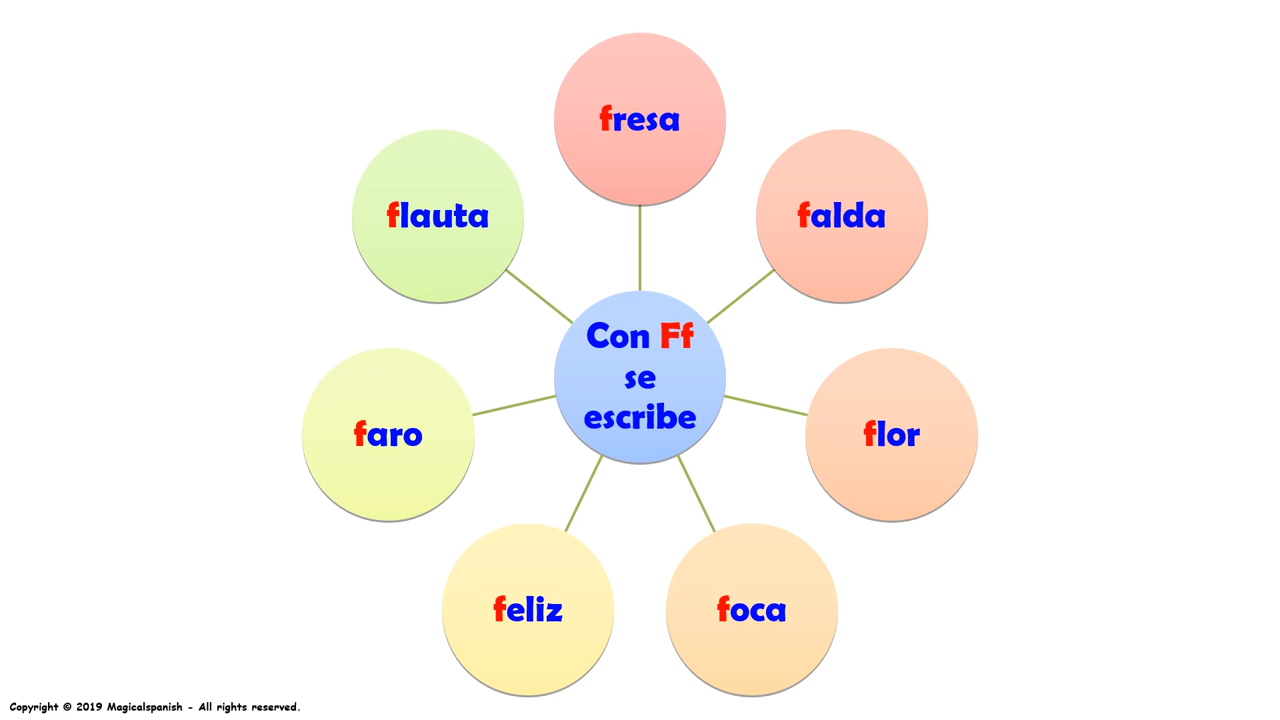 fresa
flauta
falda
Con Ff
se
escribe
faro
flor
feliz
foca
Copyright © 2019 Magicalspanish - All rights reserved.